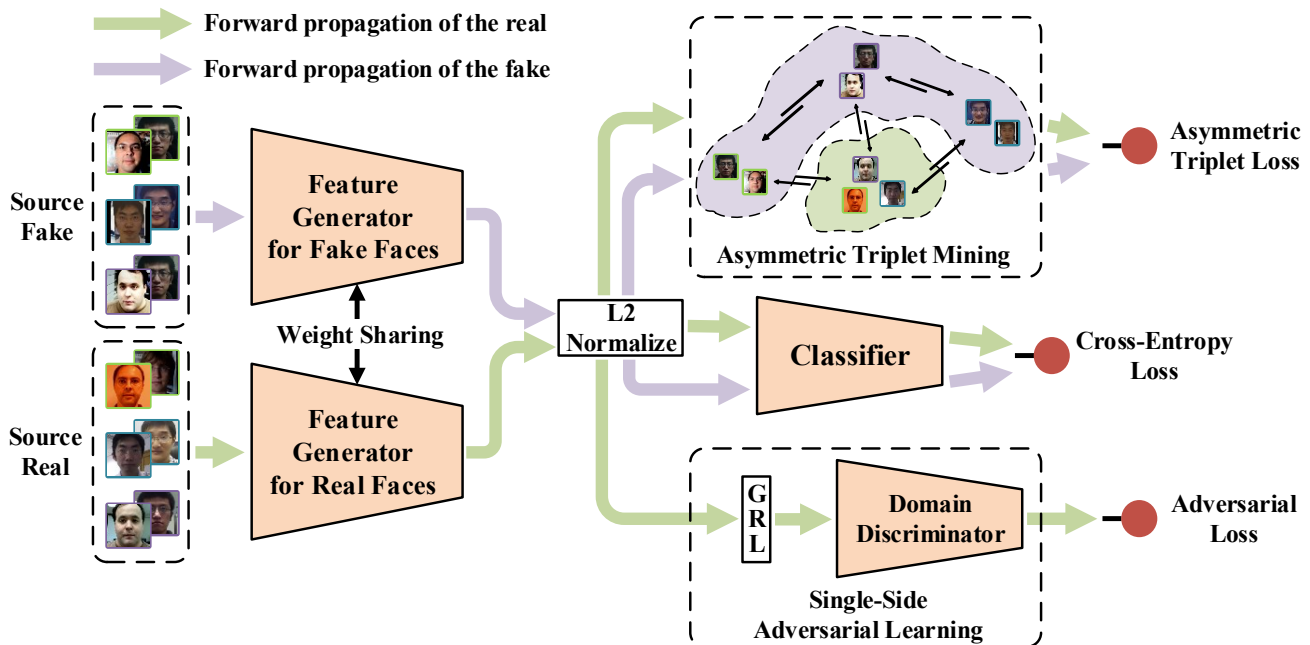 Forward propagation of the real
Forward propagation of the fake
Source
Fake
Feature
Generator
for Fake Faces
Weight Sharing
Source
Real
Feature
Generator
for Real Faces
L2
Normalize
Asymmetric Triplet Mining
Asymmetric
Triplet Loss
Classifier
Cross-Entropy
Loss
G
R
L
Domain
Discriminator
Single-Side
Adversarial Learning
Adversarial
Loss